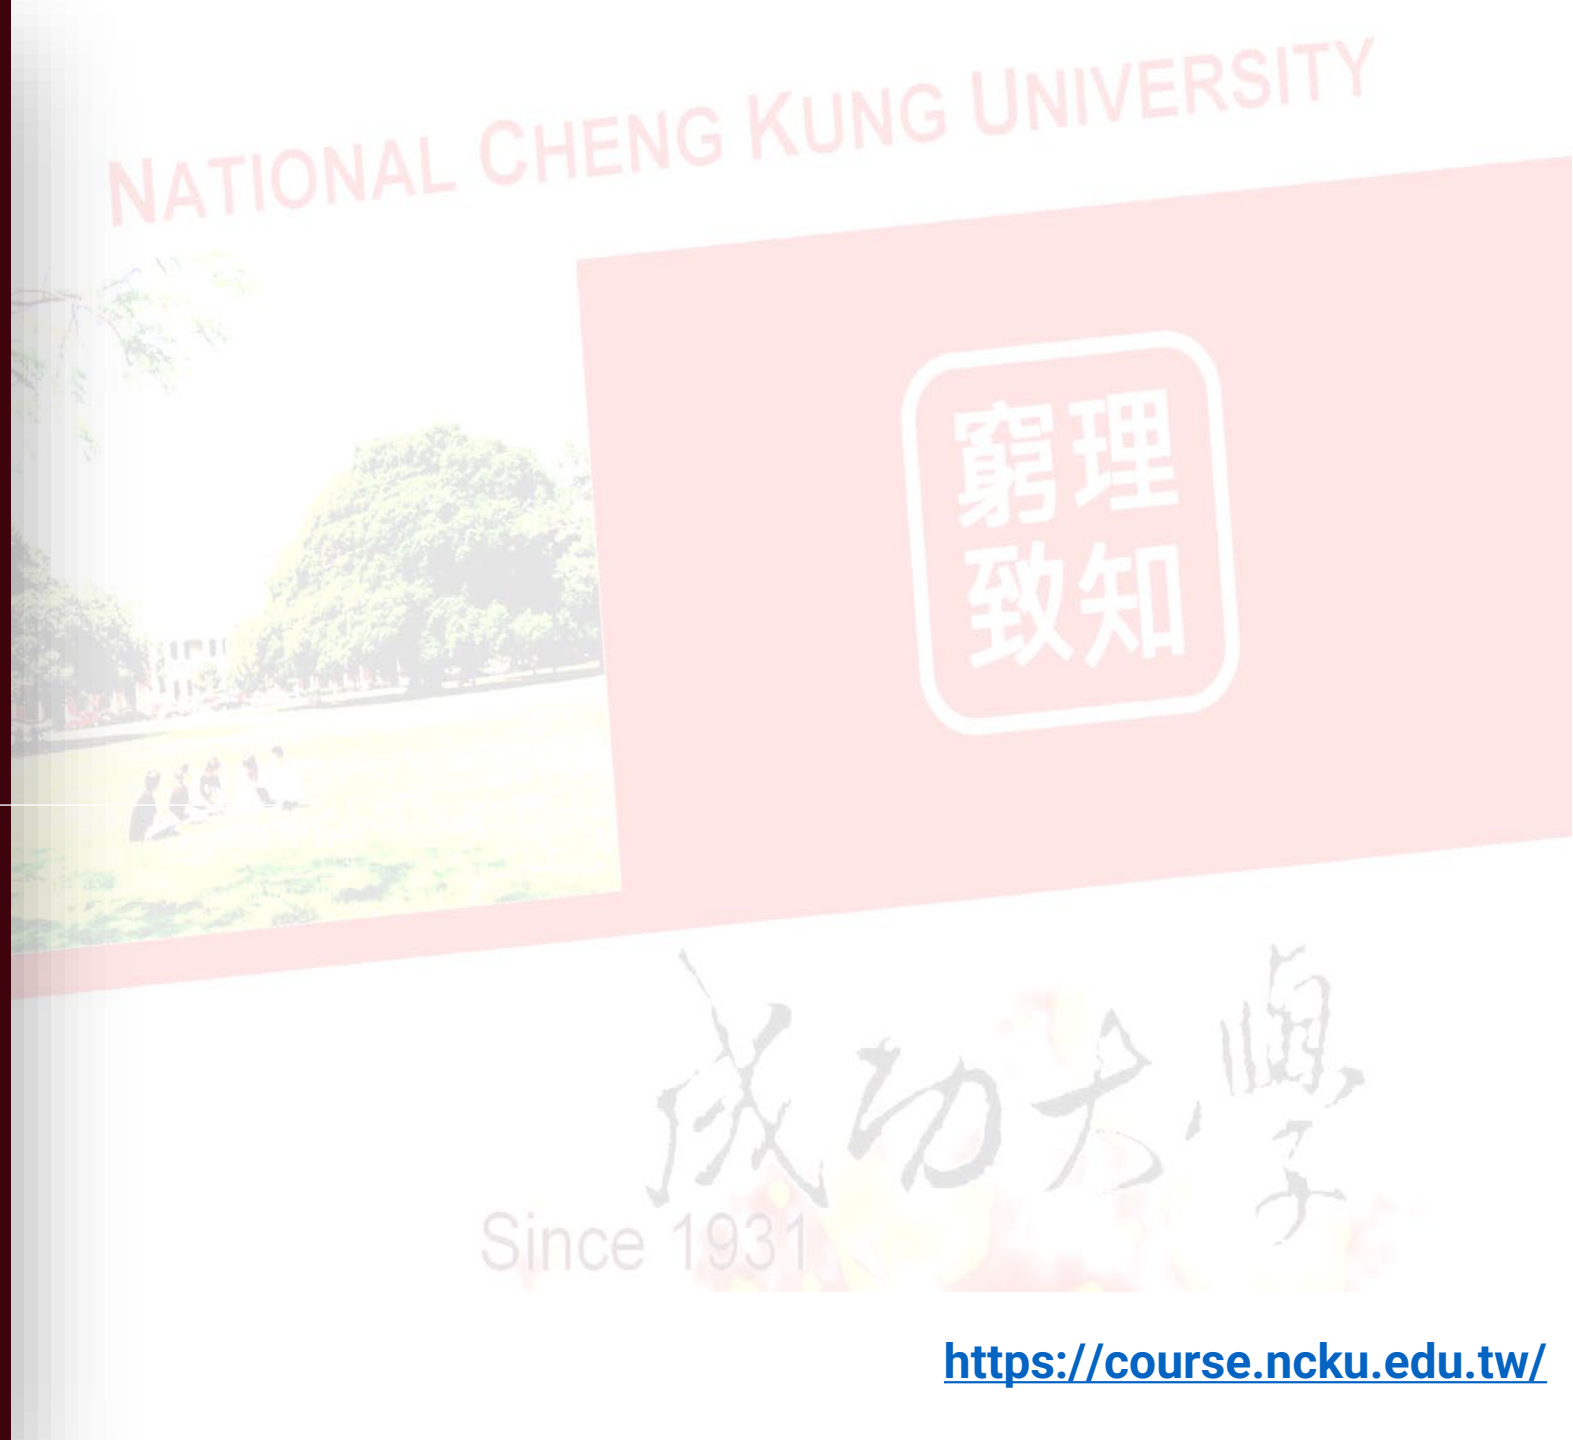 NATIONAL CHENG KUNG UNIVERSITY
窮理
致知
成功大學
Since 1931
https://course.ncku.edu.tw/